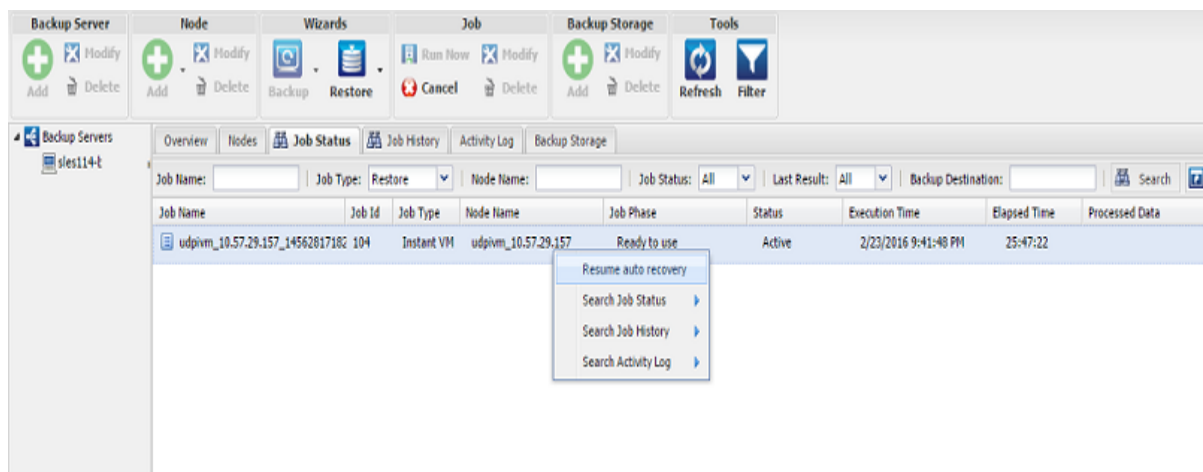 Backup Server Node Wizards Job Backup Storage Tools
Add Modify Delete Add Modify Delete Backup Restore Run Now Modify Cancel Delete Add Modify Delete Refresh Filter
Backup Servers
sles114-t
Overview Nodes Job Status Job History Activity Log Backup Storage
Job Name: Job Type: Restore Node Name: Job Status: All Last Result: All Backup Destination: Search
Job Name Job Id Job Type Node Name Job Phase Status Execution Time Elapsed Time Processed Data
udpivm_10.57.29.157_14562817182 104 Instant VM udpivm_10.57.29.157 Ready to use Active 2/23/2016 9:41:48 PM 25:47:22
Resume auto recovery
Search Job Status
Search Job History
Search Activity Log